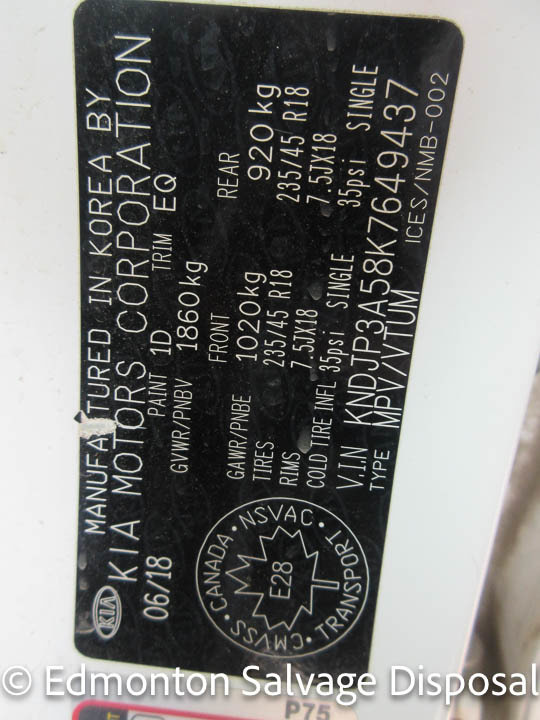 MANUFACTURED IN KOREA BY
KIA KIA MOTORS CORPORATION
06/18 PAINT 1D TRIM EQ
GVWR/PNBV 1860kg
FRONT REAR
GAWR/PNBE 1020kg 920kg
TIRES 235/45 R18 235/45 R18
RIMS 7.5JX18 7.5JX18
COLD TIRE INFL 35psi SINGLE 35psi SINGLE
V.I.N KNDJP3A58K7649437
TYPE MPV/VTUM ICES/NMB-002
CANADA · NSVAC · TRANSPORT · CMVSS ·
E28
© Edmonton Salvage Disposal
P75